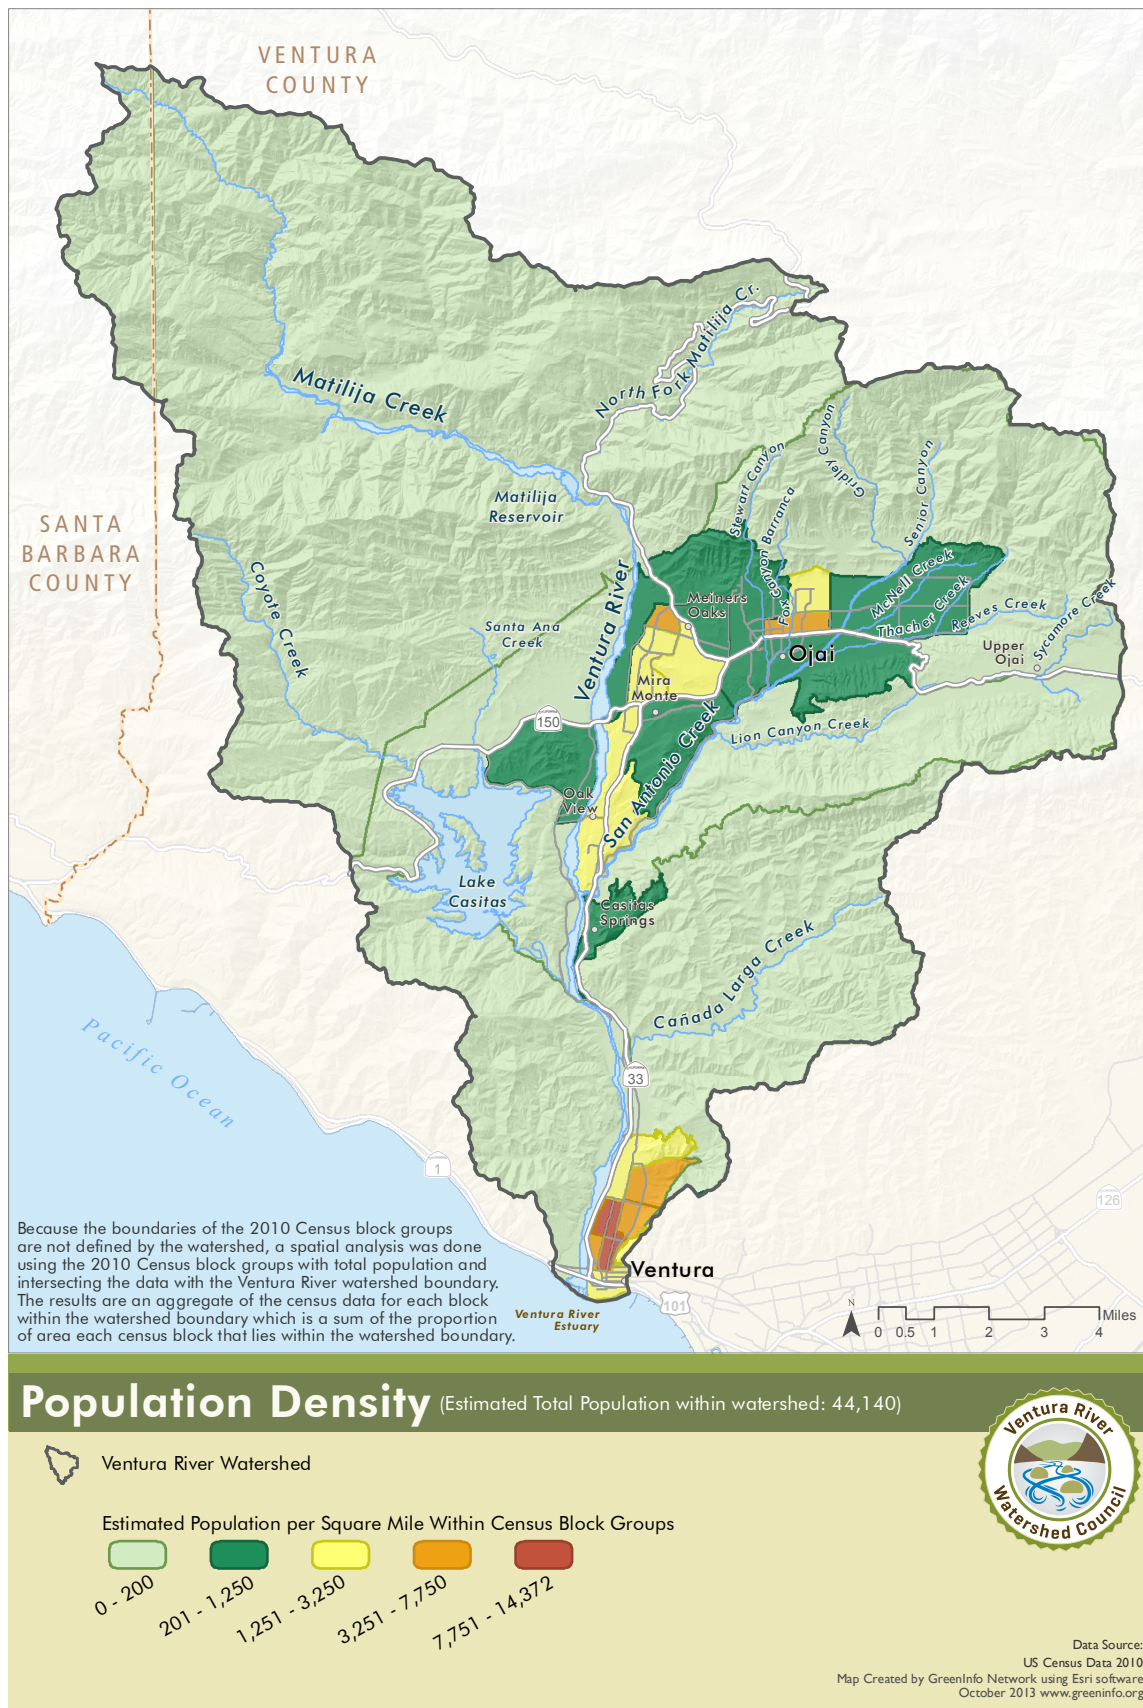 VENTURA
COUNTY
North Fork Matilija Cr.
Matilija Creek
Gridley Canyon
Stewart Canyon
Senior Canyon
Fox Canyon Barranca
Matilija
Reservoir
SANTA
BARBARA
COUNTY
Coyote Creek
Ventura River
McNell Creek
Thacher Creek
Reeves Creek
Sycamore Creek
Meiners
Oaks
Santa Ana
Creek
Upper
Ojai
Ojai
Mira
Monte
CALIFORNIA
150
Lion Canyon Creek
San Antonio Creek
Oak
View
Lake
Casitas
Casitas
Springs
Cañada Larga Creek
Pacific Ocean
CALIFORNIA
33
CALIFORNIA
1
CALIFORNIA
126
Because the boundaries of the 2010 Census block groups
are not defined by the watershed, a spatial analysis was done
using the 2010 Census block groups with total population and
intersecting the data with the Ventura River watershed boundary.
The results are an aggregate of the census data for each block
within the watershed boundary which is a sum of the proportion
of area each census block that lies within the watershed boundary.
Ventura
101
Ventura River
Estuary
N
Miles
0 0.5 1 2 3 4
Population Density (Estimated Total Population within watershed: 44,140)
Ventura River
Watershed Council
Ventura River Watershed
Estimated Population per Square Mile Within Census Block Groups
0 - 200
201 - 1,250
1,251 - 3,250
3,251 - 7,750
7,751 - 14,372
Data Source:
US Census Data 2010
Map Created by GreenInfo Network using Esri software
October 2013 www.greeninfo.org